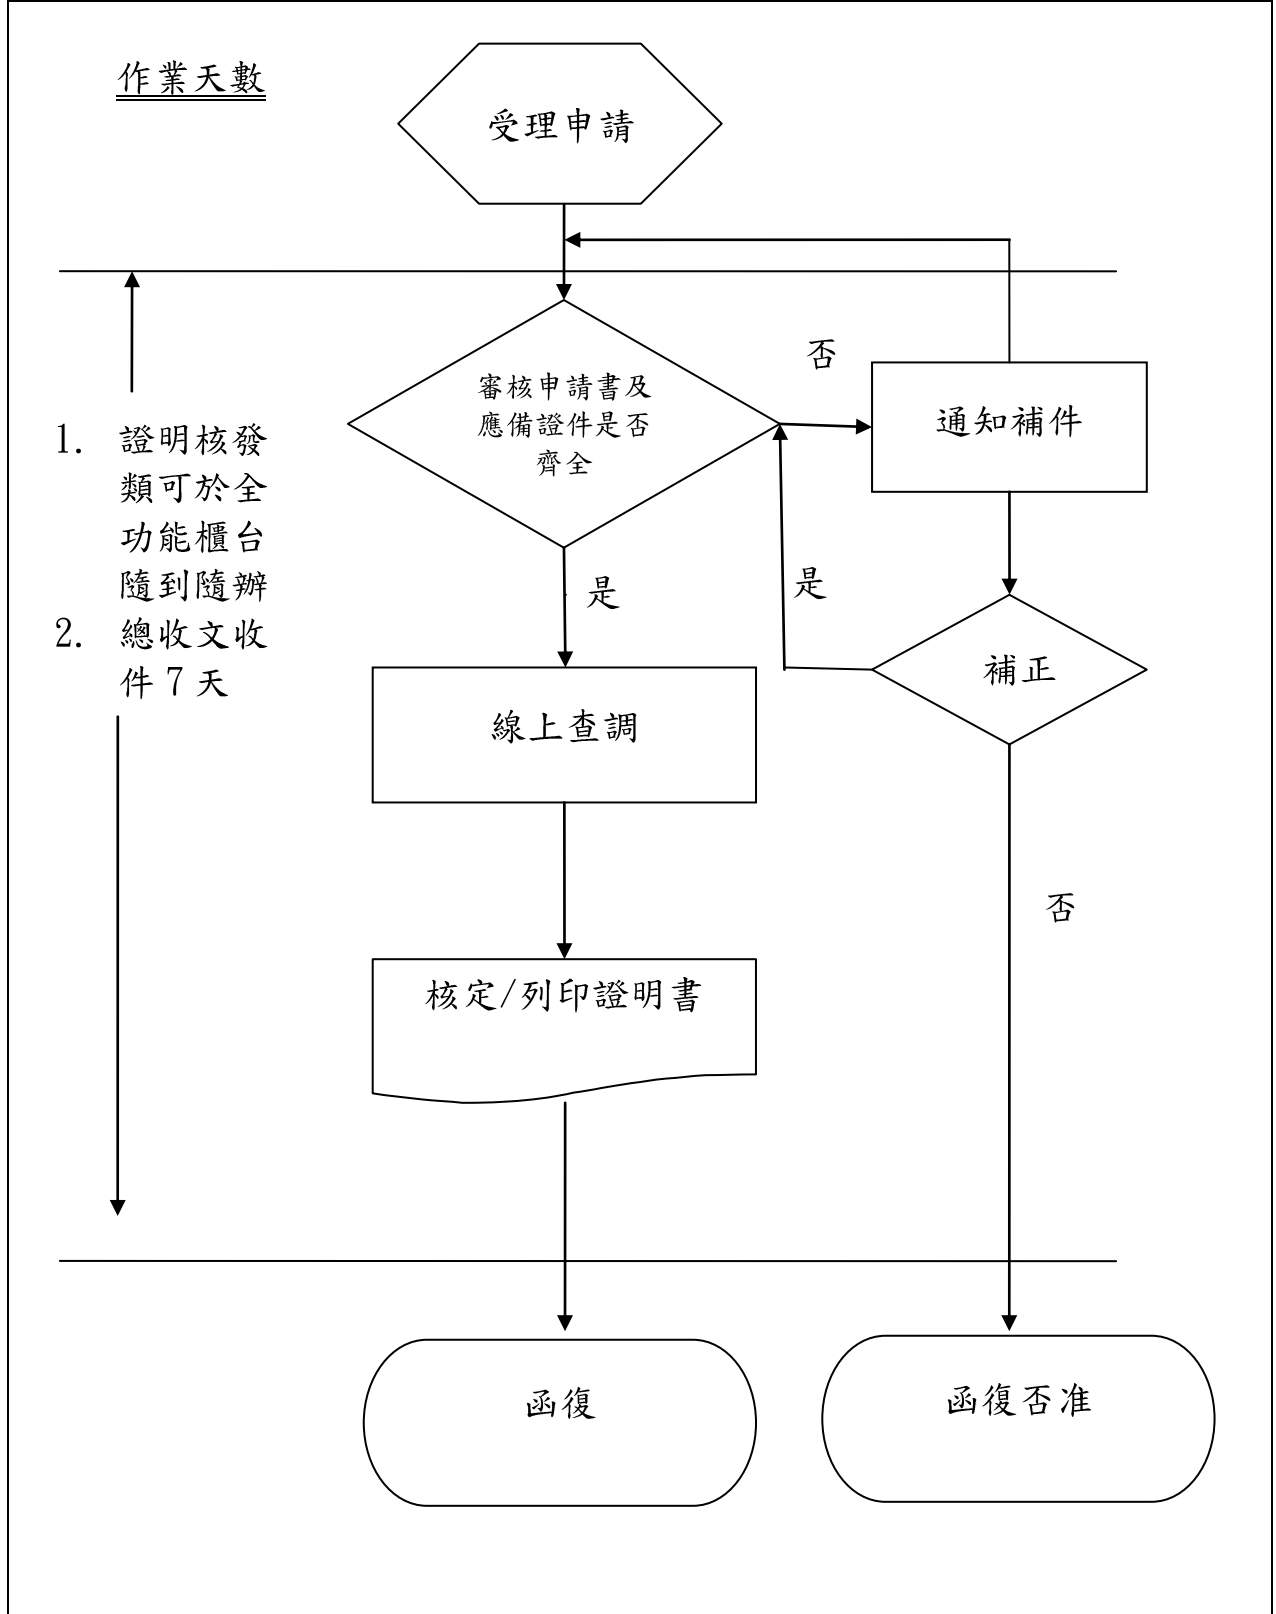 作業天數
受理申請
否
審核申請書及
應備證件是否
齊全
通知補件
1. 證明核發
類可於全
功能櫃台
隨到隨辦
2. 總收文收
件7天
是
是
補正
線上查調
否
核定/列印證明書
函復
函復否准